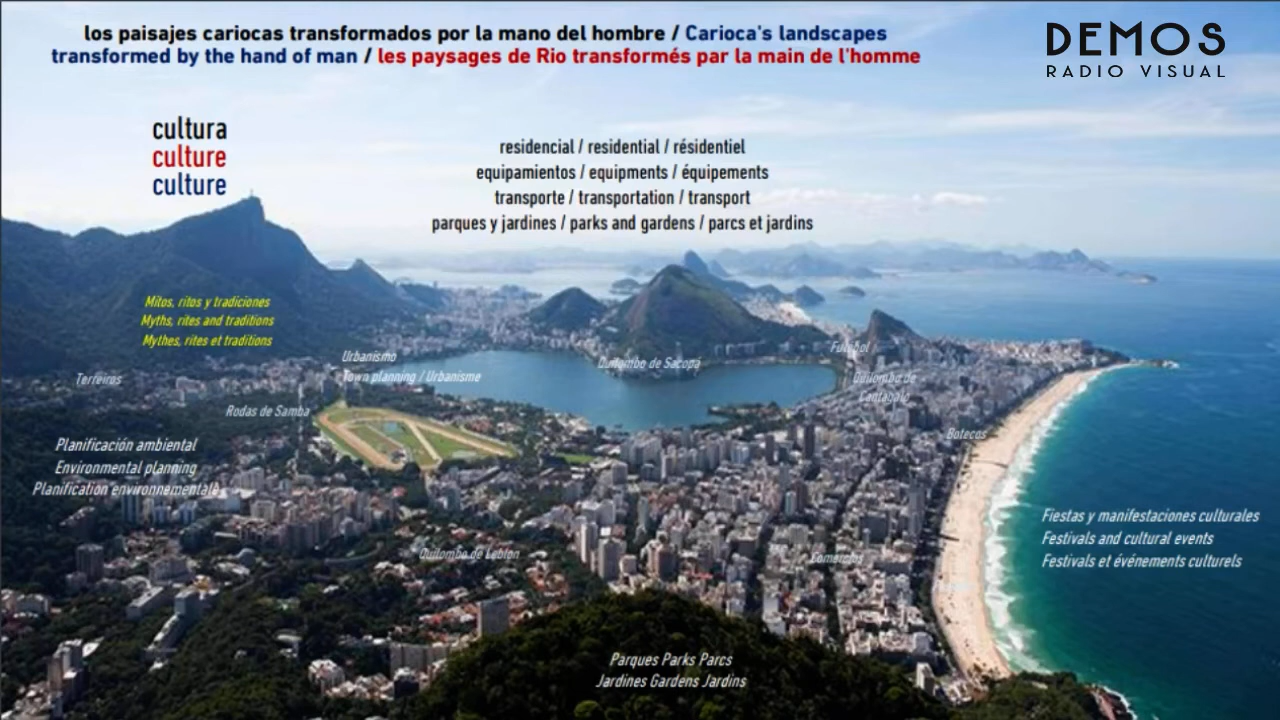 los paisajes cariocas transformados por la mano del hombre / Carioca's landscapes
transformed by the hand of man / les paysages de Rio transformés par la main de l'homme
DEMOS
RADIO VISUAL
cultura
culture
culture
residencial / residential / résidentiel
equipamientos / equipments / équipements
transporte / transportation / transport
parques y jardines / parks and gardens / parcs et jardins
Mitos, ritos y tradiciones
Myths, rites and traditions
Mythes, rites et traditions
Urbanismo
Town planning / Urbanisme
Quilombo de Sacopã
Futebol
Terreiros
Quilombo de
Cantagalo
Rodas de Samba
Botecos
Planificación ambiental
Environmental planning
Planification environnementale
Fiestas y manifestaciones culturales
Festivals and cultural events
Festivals et événements culturels
Quilombo de Leblon
Comercios
Parques Parks Parcs
Jardines Gardens Jardins